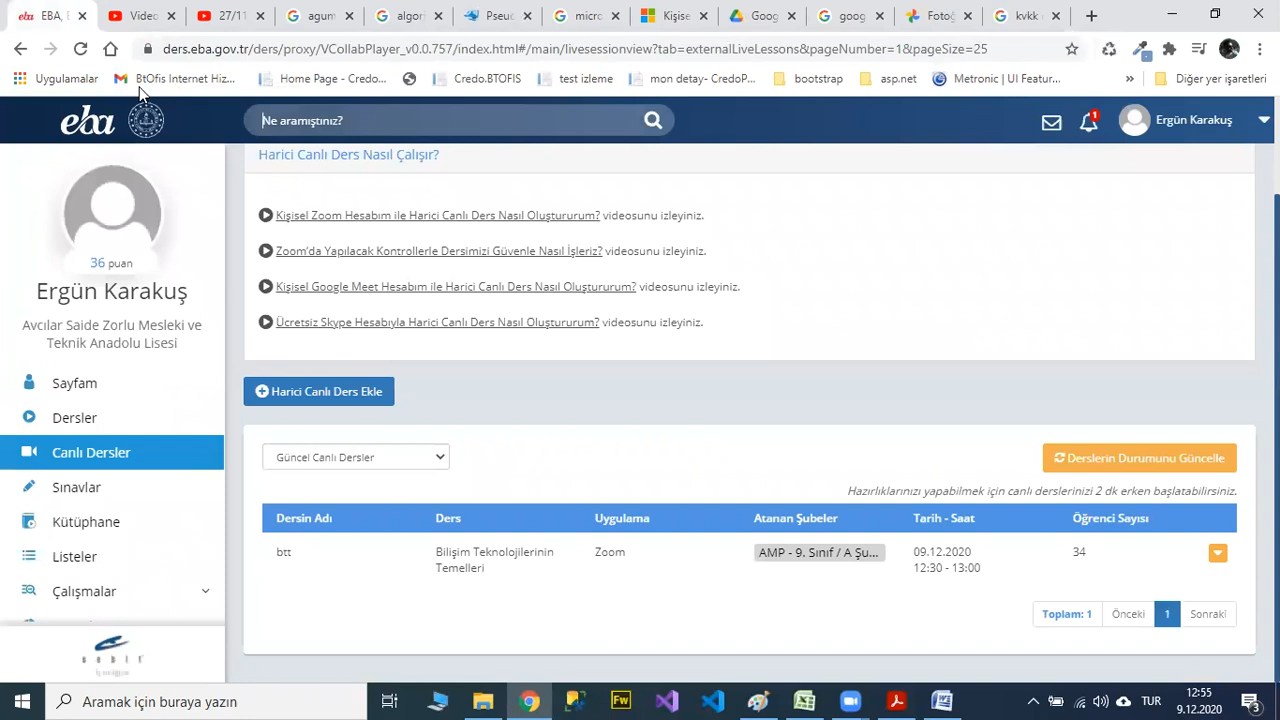 EBA, E
Video
27/11
agum
algori
Pseuc
micro
Kişise
Goog
goog
Fotoğ
kvkk c
ders.eba.gov.tr/ders/proxy/VCollabPlayer_v0.0.757/index.html#/main/livesessionview?tab=externalLiveLessons&pageNumber=1&pageSize=25
Uygulamalar
BtOfis Internet Hiz...
Home Page - Credo...
Credo.BTOFIS
test izleme
mon detay- CredoP...
bootstrap
asp.net
Metronic | UI Featur...
»
Diğer yer işaretleri
eba
Ne aramıştınız?
1
Ergün Karakuş
36 puan
Ergün Karakuş
Avcılar Saide Zorlu Mesleki ve
Teknik Anadolu Lisesi
Sayfam
Dersler
Canlı Dersler
Sınavlar
Kütüphane
Listeler
Çalışmalar
sebit
Harici Canlı Ders Nasıl Çalışır?
Kişisel Zoom Hesabım ile Harici Canlı Ders Nasıl Oluştururum? videosunu izleyiniz.
Zoom'da Yapılacak Kontrollerle Dersimizi Güvenle Nasıl İşleriz? videosunu izleyiniz.
Kişisel Google Meet Hesabım ile Harici Canlı Ders Nasıl Oluştururum? videosunu izleyiniz.
Ücretsiz Skype Hesabıyla Harici Canlı Ders Nasıl Oluştururum? videosunu izleyiniz.
Harici Canlı Ders Ekle
Güncel Canlı Dersler
Derslerin Durumunu Güncelle
Hazırlıklarınızı yapabilmek için canlı derslerinizi 2 dk erken başlatabilirsiniz.
Dersin Adı Ders Uygulama Atanan Şubeler Tarih - Saat Öğrenci Sayısı
btt Bilişim Teknolojilerinin Zoom AMP - 9. Sınıf / A Şu... 09.12.2020 34
Temelleri 12:30 - 13:00
Toplam: 1 Önceki 1 Sonraki
Aramak için buraya yazın
Fw
TUR
12:55
9.12.2020
3